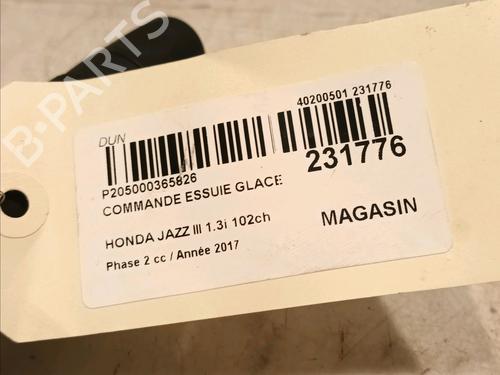 B-PARTS
DUN
40200501 231776
P205000365826
231776
COMMANDE ESSUIE GLACE
HONDA JAZZ III 1.3i 102ch
MAGASIN
Phase 2 cc / Année 2017